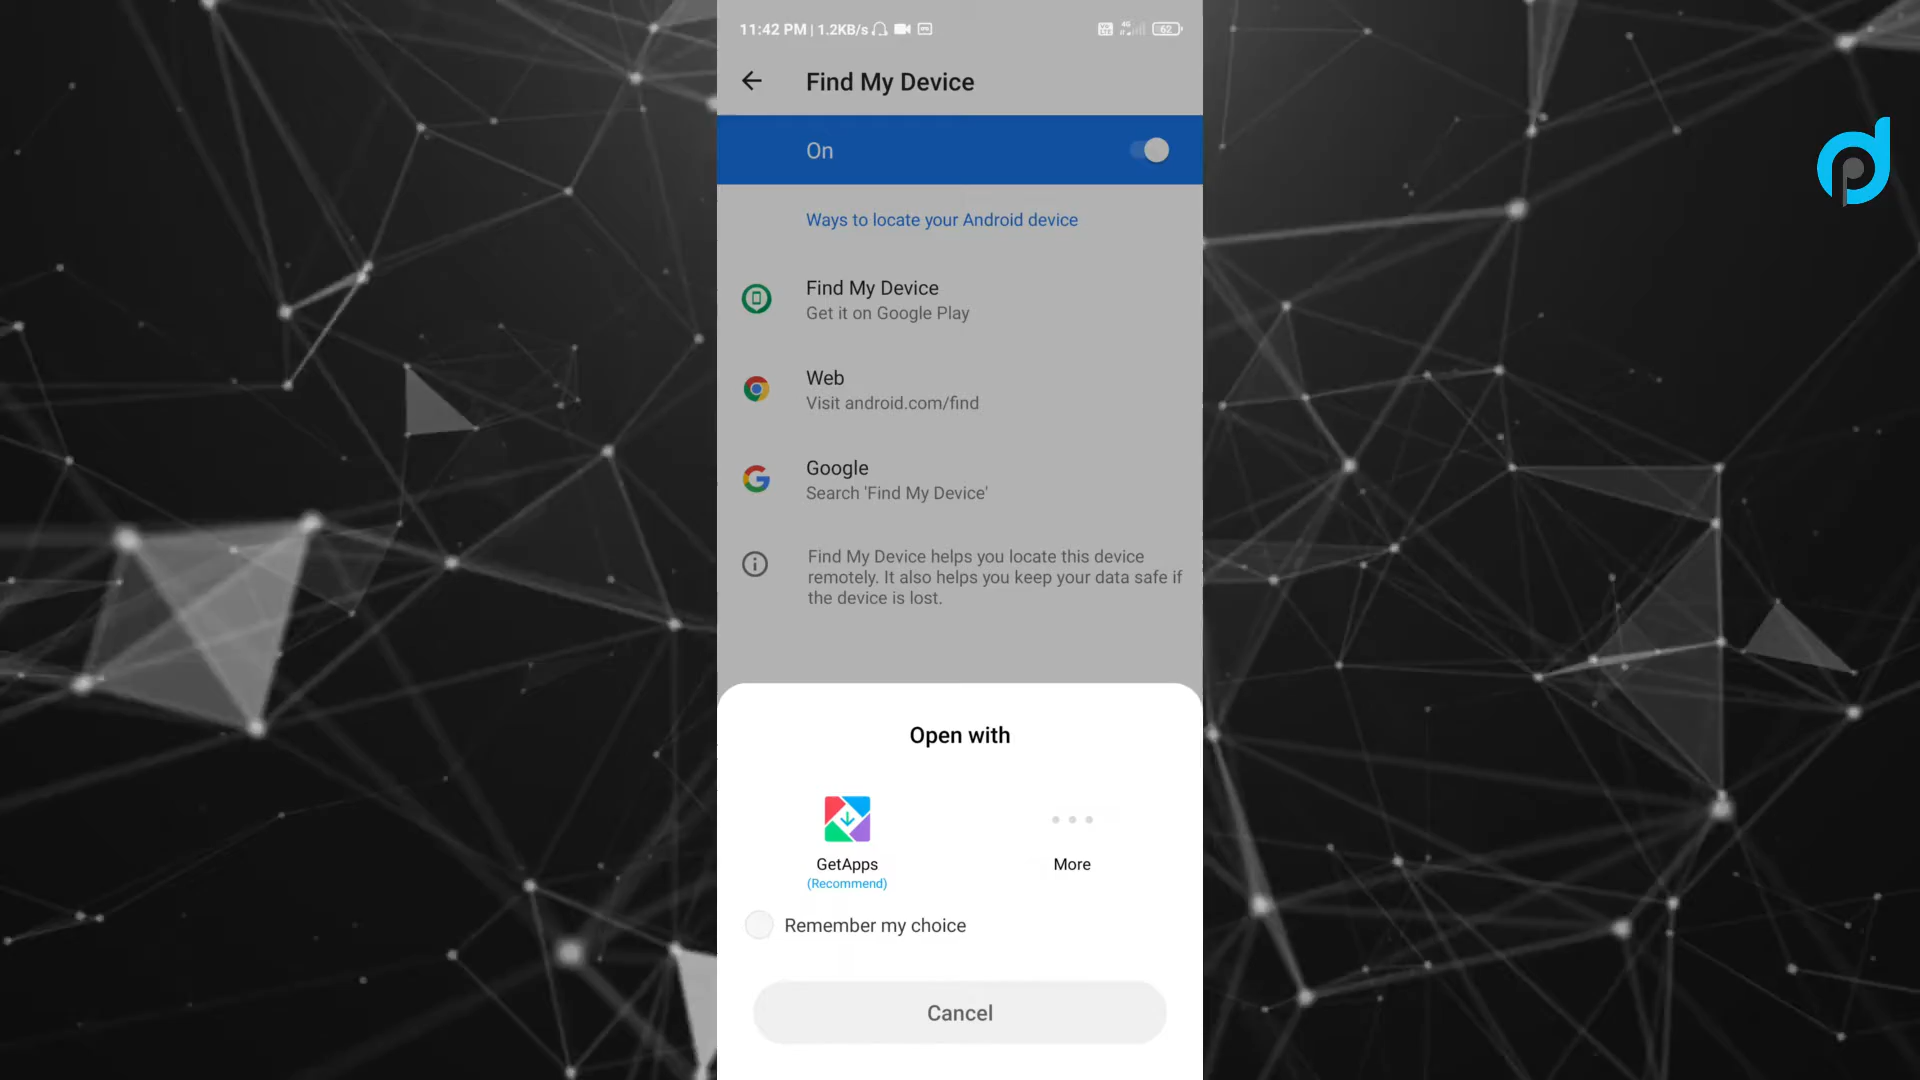 11:42 PM | 1.2KB/s 4G 62
Find My Device
On
Ways to locate your Android device
Find My Device
Get it on Google Play
Web
Visit android.com/find
Google
Search 'Find My Device'
Find My Device helps you locate this device
remotely. It also helps you keep your data safe if
the device is lost.
Open with
GetApps
(Recommend)
More
Remember my choice
Cancel